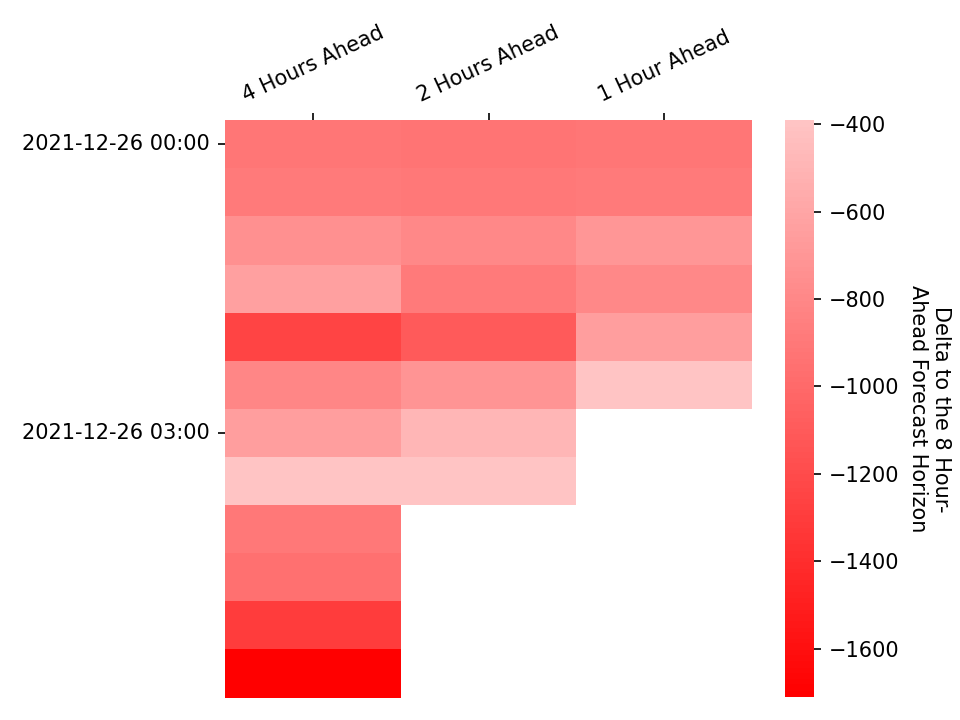 4 Hours Ahead
2 Hours Ahead
1 Hour Ahead
2021-12-26 00:00
2021-12-26 03:00
−400
−600
−800
−1000
−1200
−1400
−1600
Delta to the 8 Hour-
Ahead Forecast Horizon